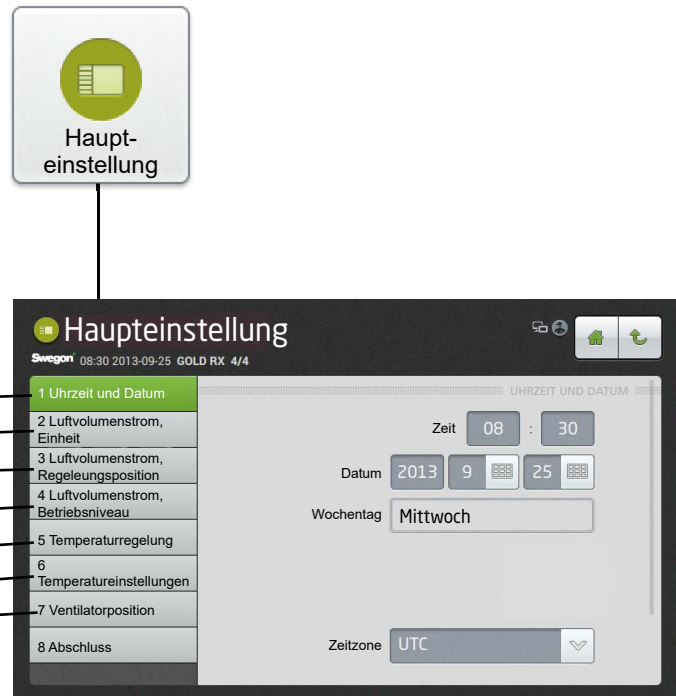 Haupt-
einstellung
Haupteinstellung
Swegon 08:30 2013-09-25 GOLD RX 4/4
1 Uhrzeit und Datum
2 Luftvolumenstrom,
Einheit
3 Luftvolumenstrom,
Regeleungsposition
4 Luftvolumenstrom,
Betriebsniveau
5 Temperaturregelung
6
Temperatureinstellungen
7 Ventilatorposition
8 Abschluss
UHRZEIT UND DATUM
Zeit 08 : 30
Datum 2013 9 25
Wochentag Mittwoch
Zeitzone UTC